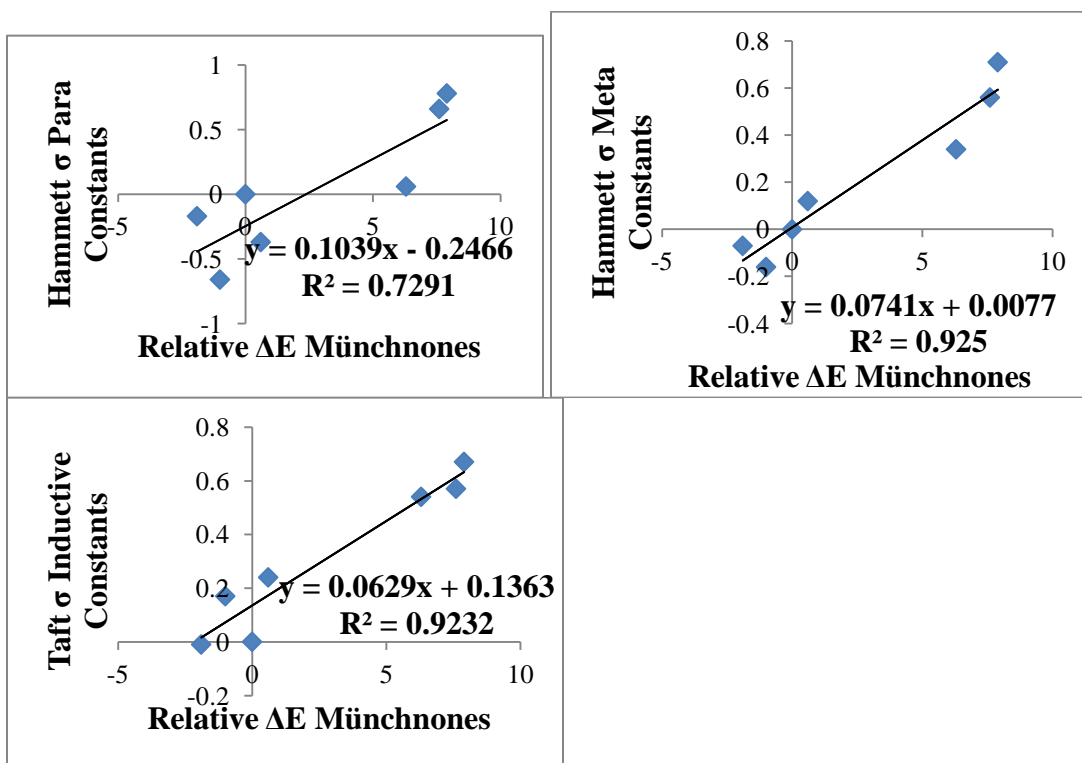 Hammett σ Para
Constants
1
0.5
0
-0.5
-1
-5
0
5
10
y = 0.1039x - 0.2466
R² = 0.7291
Relative ΔE Münchnones
Hammett σ Meta
Constants
0.8
0.6
0.4
0.2
0
-0.2
-0.4
-5
0
5
10
y = 0.0741x + 0.0077
R² = 0.925
Relative ΔE Münchnones
Taft σ Inductive
Constants
0.8
0.6
0.4
0.2
0
-0.2
-5
0
5
10
y = 0.0629x + 0.1363
R² = 0.9232
Relative ΔE Münchnones